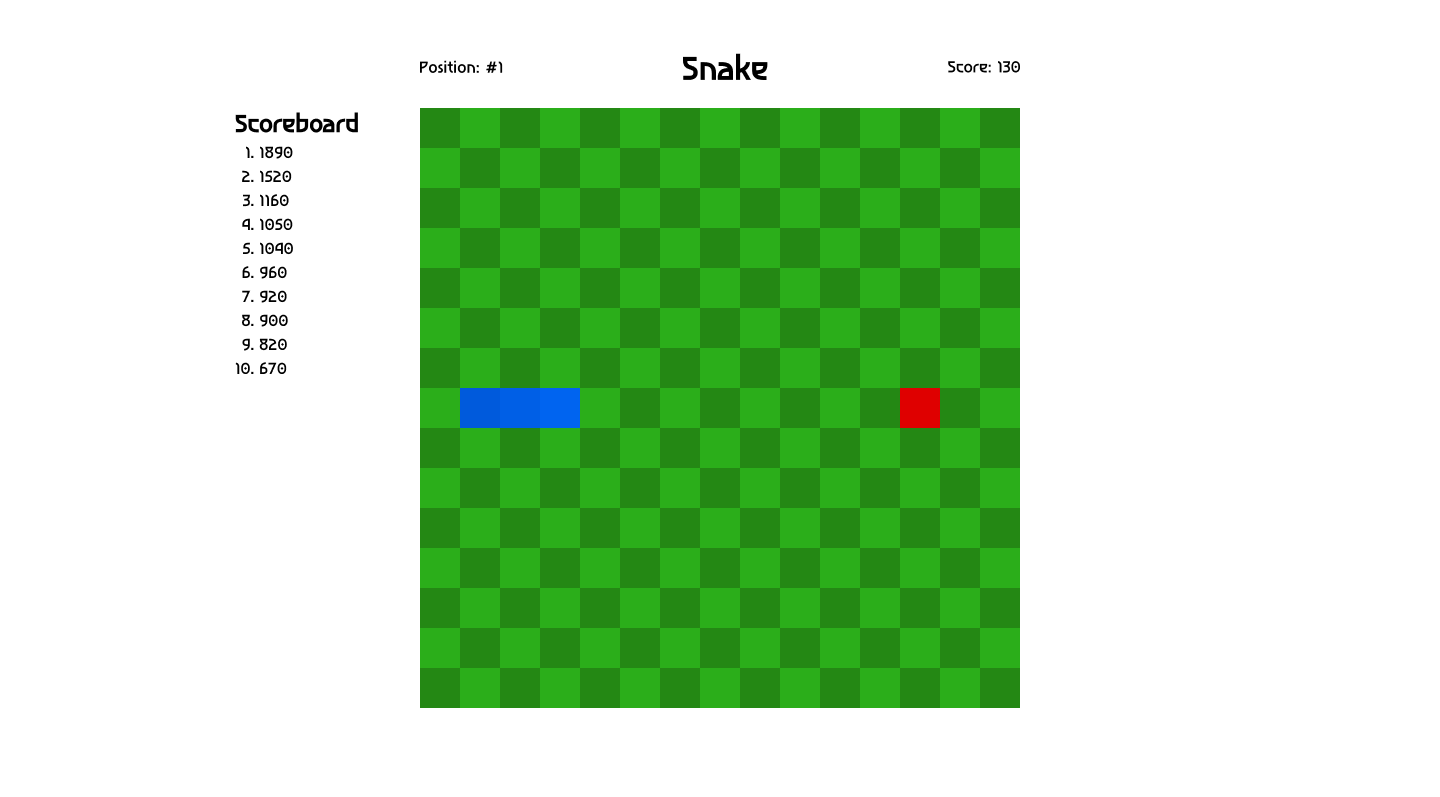 Position: #1
Snake
Score: 130
Scoreboard
1. 1890
2. 1520
3. 1160
4. 1050
5. 1040
6. 960
7. 920
8. 900
9. 820
10. 670